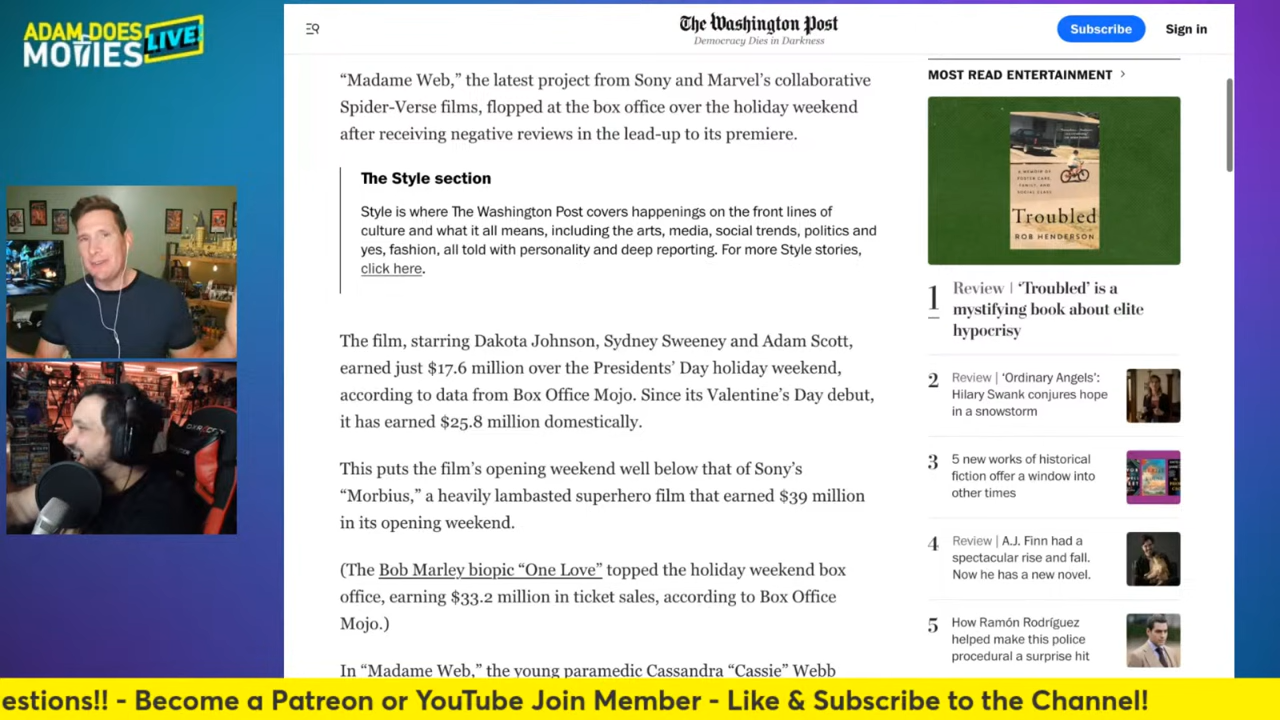 ADAM DOES
MOVIES
LIVE!
The Washington Post
Democracy Dies in Darkness
Subscribe
Sign in
“Madame Web,” the latest project from Sony and Marvel’s collaborative
Spider-Verse films, flopped at the box office over the holiday weekend
after receiving negative reviews in the lead-up to its premiere.
The Style section
Style is where The Washington Post covers happenings on the front lines of
culture and what it all means, including the arts, media, social trends, politics and
yes, fashion, all told with personality and deep reporting. For more Style stories,
click here.
The film, starring Dakota Johnson, Sydney Sweeney and Adam Scott,
earned just $17.6 million over the Presidents’ Day holiday weekend,
according to data from Box Office Mojo. Since its Valentine’s Day debut,
it has earned $25.8 million domestically.
This puts the film’s opening weekend well below that of Sony’s
“Morbius,” a heavily lambasted superhero film that earned $39 million
in its opening weekend.
(The Bob Marley biopic “One Love” topped the holiday weekend box
office, earning $33.2 million in ticket sales, according to Box Office
Mojo.)
In “Madame Web,” the young paramedic Cassandra “Cassie” Webb
MOST READ ENTERTAINMENT
A MEMOIR OF
FOSTER CARE,
FAMILY, AND
SOCIAL CLASS
Troubled
ROB HENDERSON
1
Review | ‘Troubled’ is a
mystifying book about elite
hypocrisy
2
Review | ‘Ordinary Angels’:
Hilary Swank conjures hope
in a snowstorm
3
5 new works of historical
fiction offer a window into
other times
4
Review | A.J. Finn had a
spectacular rise and fall.
Now he has a new novel.
5
How Ramón Rodríguez
helped make this police
procedural a surprise hit
estions!! - Become a Patreon or YouTube Join Member - Like & Subscribe to the Channel!